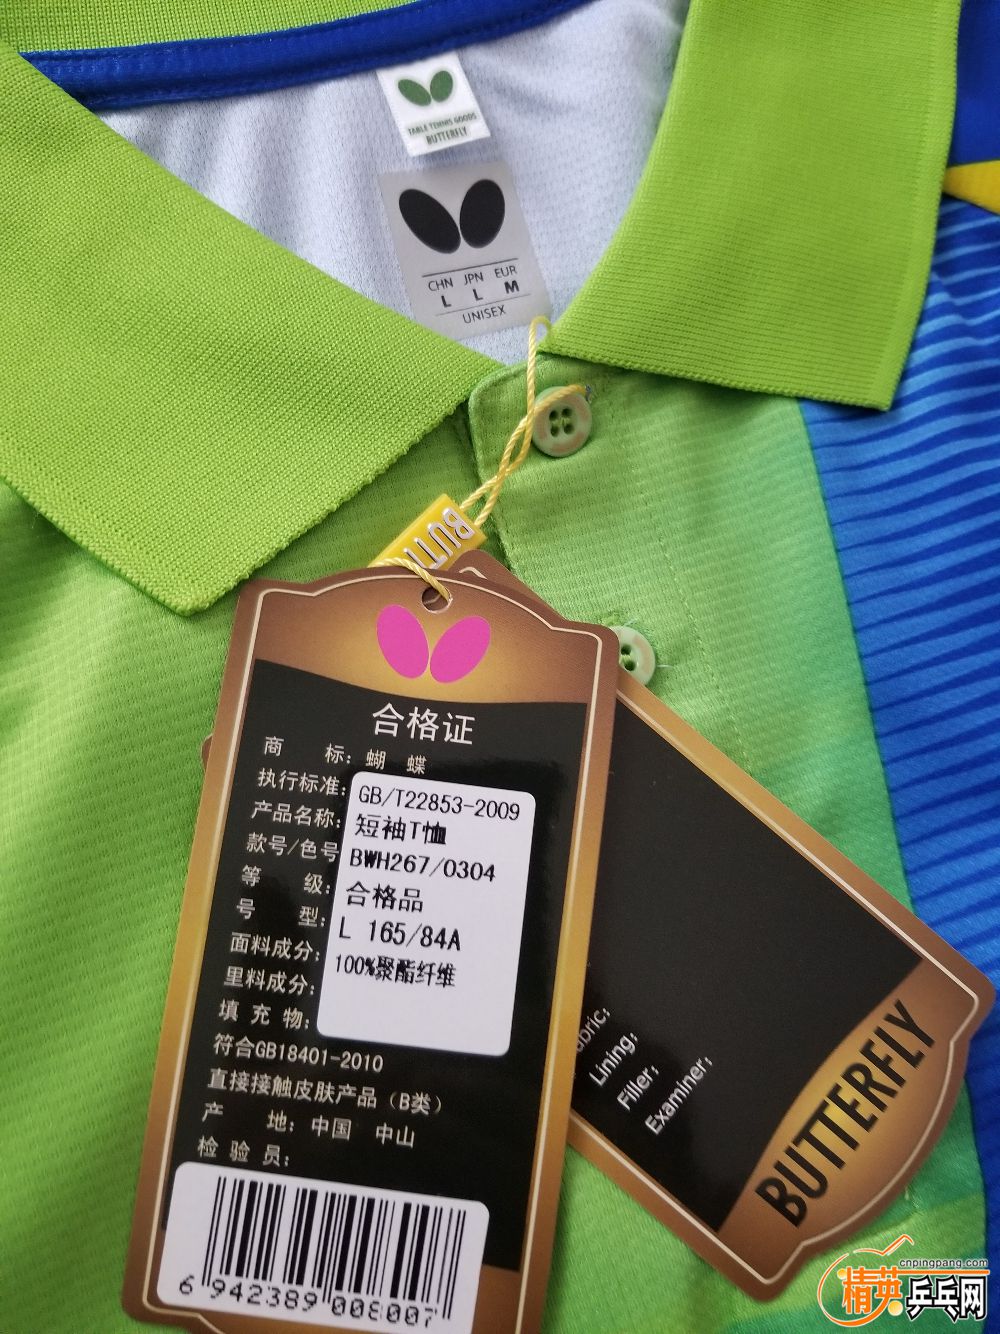 TABLE TENNIS GOODS
BUTTERFLY
CHN JPN EUR
L L M
UNISEX
BUTT
合格证
商 标: 蝴 蝶
执行标准: GB/T22853-2009
产品名称: 短袖T恤
款号/色号 BWH267/0304
等 级: 合格品
号 型: L 165/84A
面料成分: 100%聚酯纤维
里料成分:
填 充 物:
符合GB18401-2010
直接接触皮肤产品（B类）
产 地: 中国 中山
检 验 员:
6 942389 008007
Lining:
Filler:
Examiner:
BUTTERFLY
cnpingpang.com
精英乒乓网